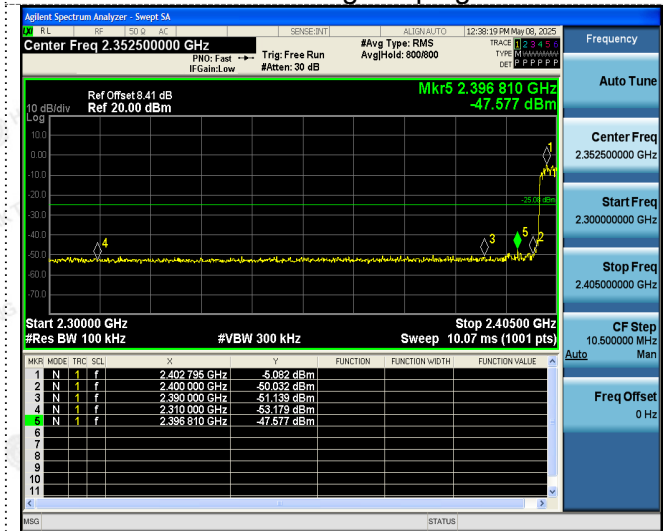 Agilent Spectrum Analyzer - Swept SA
LXI RL RF 50 Ω AC SENSE:INT ALIGNAUTO 12:38:19 PM May 08, 2025
Center Freq 2.352500000 GHz
PNO: Fast
IFGain:Low
Trig: Free Run
#Atten: 30 dB
#Avg Type: RMS
Avg|Hold: 800/800
TRACE 1 2 3 4 5 6
TYPE M W W W W W
DET P P P P P P
Ref Offset 8.41 dB
Ref 20.00 dBm
10 dB/div
Log
Mkr5 2.396 810 GHz
-47.577 dBm
10.0
0.00
-10.0
-20.0
-30.0
-40.0
-50.0
-60.0
-70.0
-25.08 dBm
1
2
3
4
5
Start 2.30000 GHz
Stop 2.40500 GHz
#Res BW 100 kHz
#VBW 300 kHz
Sweep 10.07 ms (1001 pts)
MKR MODE TRC SCL X Y FUNCTION FUNCTION WIDTH FUNCTION VALUE
1 N 1 f 2.402 795 GHz -5.082 dBm
2 N 1 f 2.400 000 GHz -50.032 dBm
3 N 1 f 2.390 000 GHz -51.139 dBm
4 N 1 f 2.310 000 GHz -53.179 dBm
5 N 1 f 2.396 810 GHz -47.577 dBm
6
7
8
9
10
11
MSG
STATUS
Frequency
Auto Tune
Center Freq
2.352500000 GHz
Start Freq
2.300000000 GHz
Stop Freq
2.405000000 GHz
CF Step
10.500000 MHz
Auto Man
Freq Offset
0 Hz